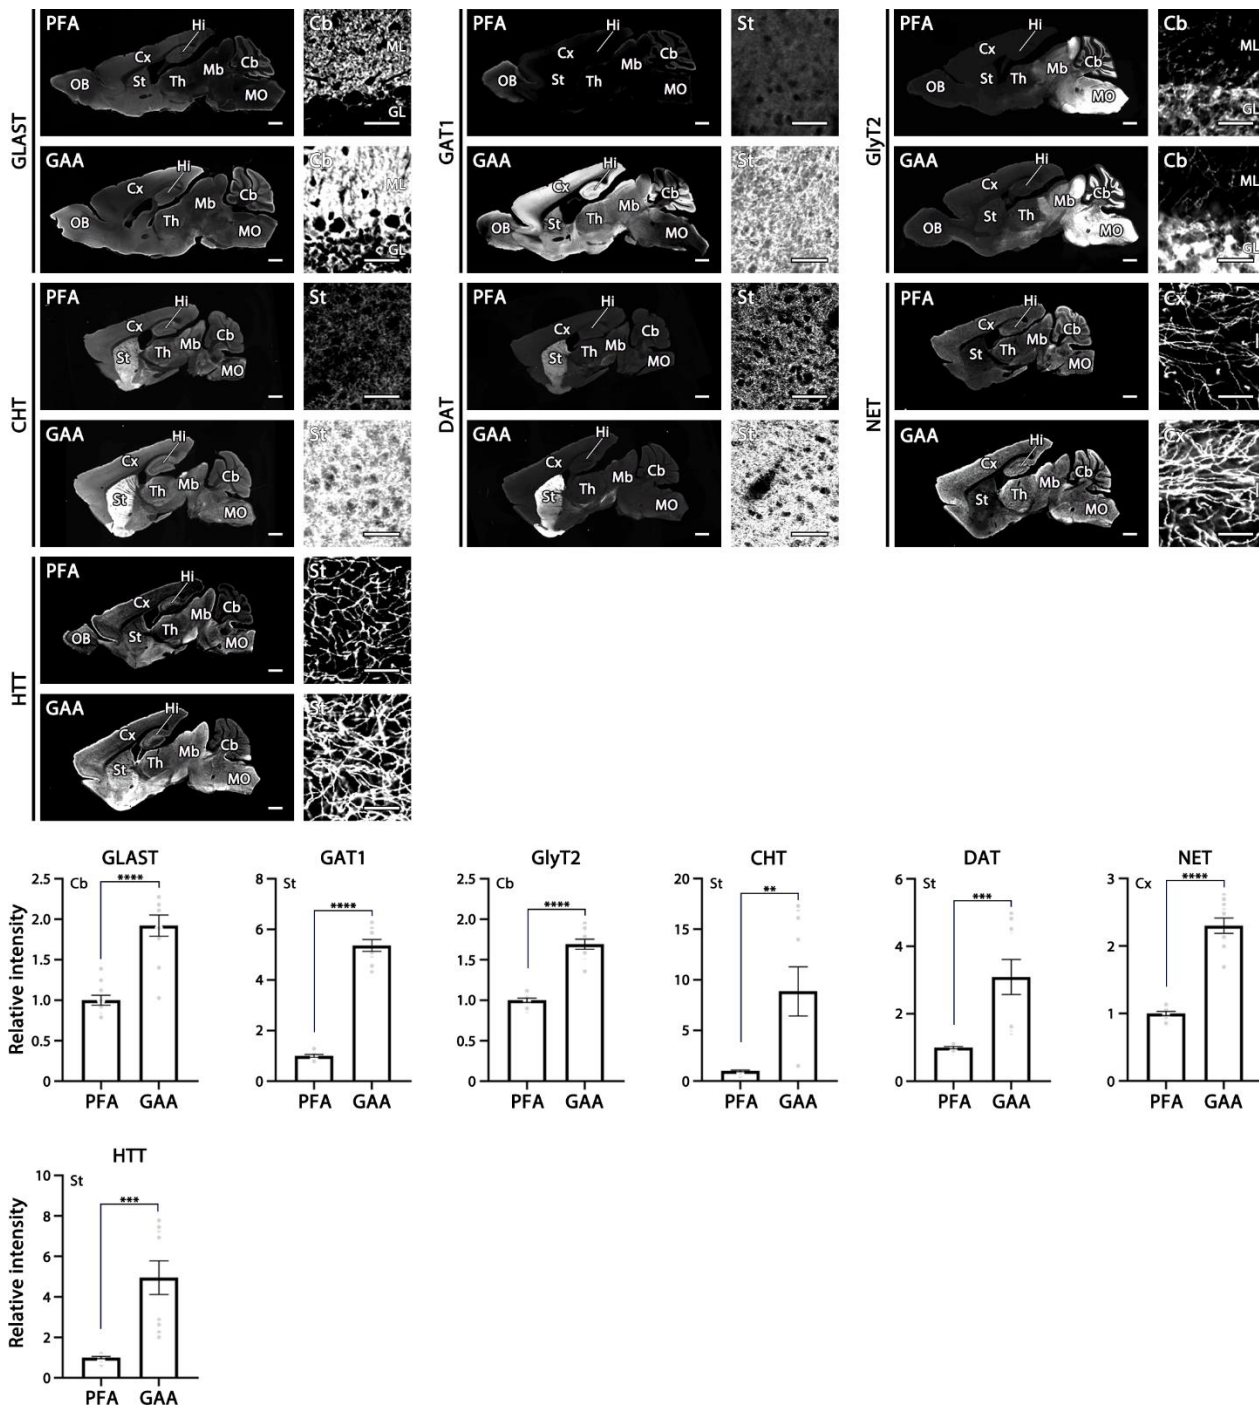 GLAST
PFA
OB
Cx
St
Hi
Th
Mb
Cb
MO
Cb
ML
GL
GAA
OB
Cx
Hi
Th
Mb
Cb
MO
Cb
ML
GL
GAT1
PFA
OB
Cx
St
Hi
Th
Mb
Cb
MO
St
GAA
OB
Cx
St
Hi
Th
Mb
Cb
MO
St
GlyT2
PFA
OB
Cx
St
Hi
Th
Mb
Cb
MO
Cb
ML
GL
GAA
OB
Cx
St
Hi
Th
Mb
Cb
MO
Cb
ML
GL
CHT
PFA
Cx
St
Hi
Th
Mb
Cb
MO
St
GAA
Cx
St
Hi
Th
Mb
Cb
MO
St
DAT
PFA
Cx
St
Hi
Th
Mb
Cb
MO
St
GAA
Cx
St
Hi
Th
Mb
Cb
MO
St
NET
PFA
Cx
St
Hi
Th
Mb
Cb
MO
Cx
GAA
Cx
St
Hi
Th
Mb
Cb
MO
Cx
HTT
PFA
OB
Cx
St
Hi
Th
Mb
Cb
MO
St
GAA
Cx
St
Hi
Th
Mb
Cb
MO
St
GLAST
Relative intensity
2.5
2.0
1.5
1.0
0.5
0.0
Cb
****
PFA GAA
GAT1
8
6
4
2
0
St
****
PFA GAA
GlyT2
2.5
2.0
1.5
1.0
0.5
0.0
Cb
****
PFA GAA
CHT
20
15
10
5
0
St
**
PFA GAA
DAT
6
4
2
0
St
***
PFA GAA
NET
3
2
1
0
Cx
****
PFA GAA
HTT
Relative intensity
10
8
6
4
2
0
St
***
PFA GAA